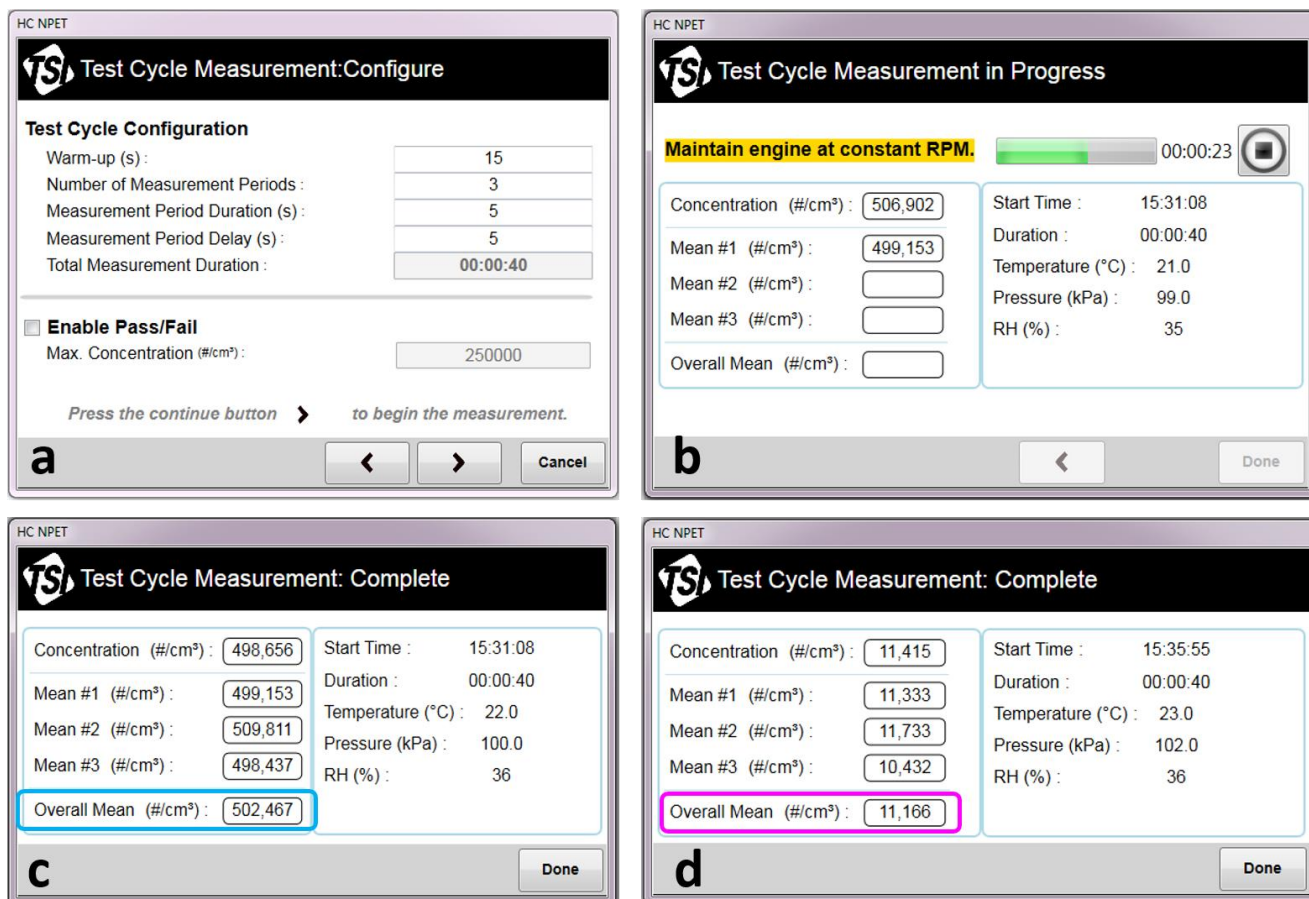 HC NPET
TSI Test Cycle Measurement:Configure
Test Cycle Configuration
Warm-up (s) : 15
Number of Measurement Periods : 3
Measurement Period Duration (s) : 5
Measurement Period Delay (s) : 5
Total Measurement Duration : 00:00:40
Enable Pass/Fail
Max. Concentration (#/cm³) : 250000
Press the continue button > to begin the measurement.
a < > Cancel
HC NPET
TSI Test Cycle Measurement in Progress
Maintain engine at constant RPM. 00:00:23
Concentration (#/cm³) : 506,902
Mean #1 (#/cm³) : 499,153
Mean #2 (#/cm³) :
Mean #3 (#/cm³) :
Overall Mean (#/cm³) :
Start Time : 15:31:08
Duration : 00:00:40
Temperature (°C) : 21.0
Pressure (kPa) : 99.0
RH (%) : 35
b < Done
HC NPET
TSI Test Cycle Measurement: Complete
Concentration (#/cm³) : 498,656
Mean #1 (#/cm³) : 499,153
Mean #2 (#/cm³) : 509,811
Mean #3 (#/cm³) : 498,437
Overall Mean (#/cm³) : 502,467
Start Time : 15:31:08
Duration : 00:00:40
Temperature (°C) : 22.0
Pressure (kPa) : 100.0
RH (%) : 36
c Done
HC NPET
TSI Test Cycle Measurement: Complete
Concentration (#/cm³) : 11,415
Mean #1 (#/cm³) : 11,333
Mean #2 (#/cm³) : 11,733
Mean #3 (#/cm³) : 10,432
Overall Mean (#/cm³) : 11,166
Start Time : 15:35:55
Duration : 00:00:40
Temperature (°C) : 23.0
Pressure (kPa) : 102.0
RH (%) : 36
d Done